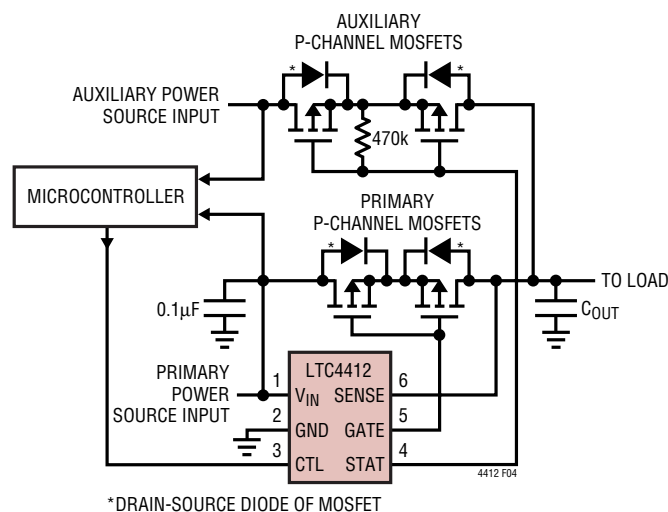 AUXILIARY
P-CHANNEL MOSFETS
*
*
AUXILIARY POWER
SOURCE INPUT
470k
MICROCONTROLLER
PRIMARY
P-CHANNEL MOSFETS
*
*
TO LOAD
0.1µF
COUT
PRIMARY
POWER
SOURCE INPUT
LTC4412
1
VIN
SENSE
6
2
GND
GATE
5
3
CTL
STAT
4
4412 F04
*DRAIN-SOURCE DIODE OF MOSFET